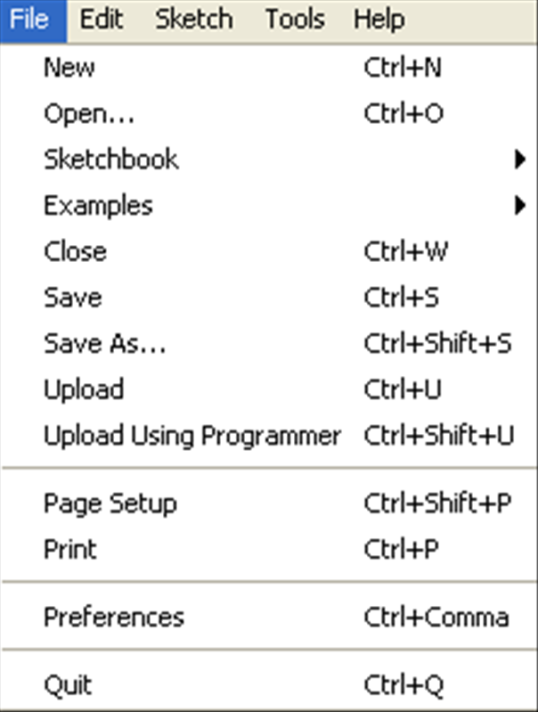 File Edit Sketch Tools Help
New Ctrl+N
Open... Ctrl+O
Sketchbook
Examples
Close Ctrl+W
Save Ctrl+S
Save As... Ctrl+Shift+S
Upload Ctrl+U
Upload Using Programmer Ctrl+Shift+U
Page Setup Ctrl+Shift+P
Print Ctrl+P
Preferences Ctrl+Comma
Quit Ctrl+Q